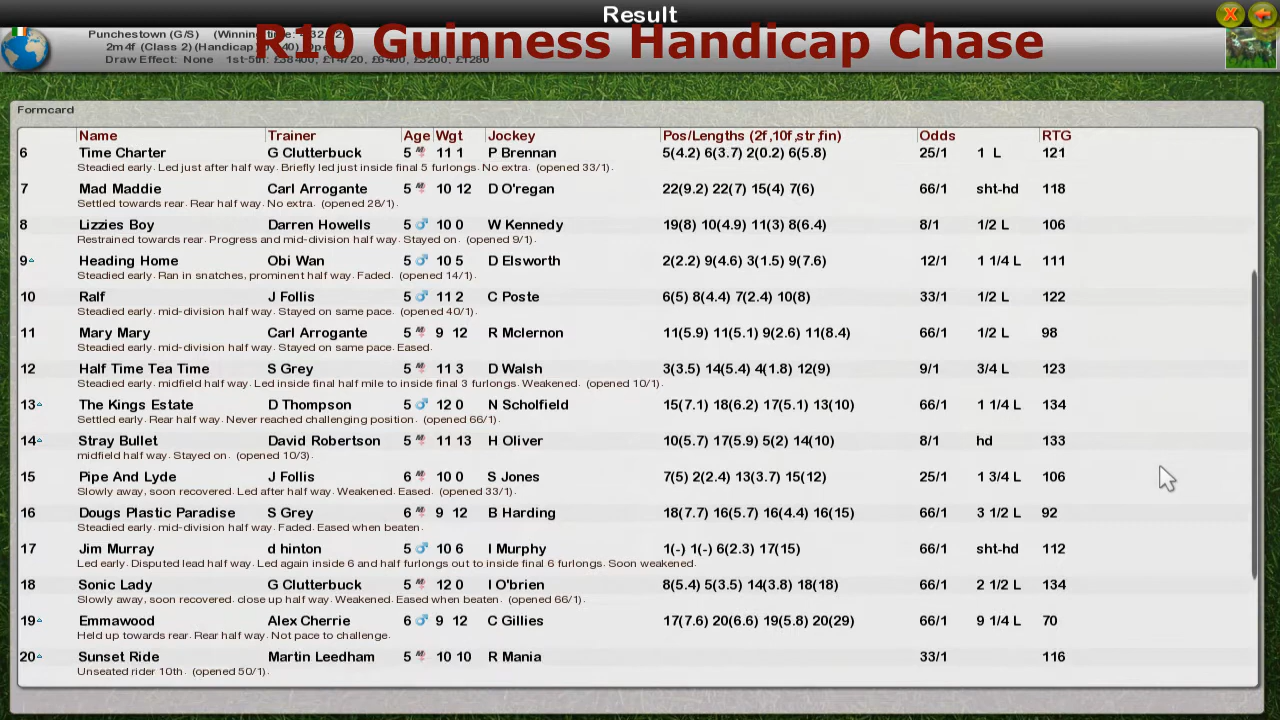 Result
R10 Guinness Handicap Chase
Punchestown (G/S) (Winning time:
2m 4f (Class 2) (Handicap
Draw Effect: None 1st-5th: £38400, £14720, £6400, £3200, £1280
Formcard
Name Trainer Age Wgt Jockey Pos/Lengths (2f,10f,str,fin) Odds RTG
6 Time Charter G Clutterbuck 5 11 1 P Brennan 5(4.2) 6(3.7) 2(0.2) 6(5.8) 25/1 1 L 121
Steadied early. Led just after half way. Briefly led just inside final 5 furlongs. No extra. (opened 33/1).
7 Mad Maddie Carl Arrogante 5 10 12 D O'regan 22(9.2) 22(7) 15(4) 7(6) 66/1 sht-hd 118
Settled towards rear. Rear half way. No extra. (opened 28/1).
8 Lizzies Boy Darren Howells 5 10 0 W Kennedy 19(8) 10(4.9) 11(3) 8(6.4) 8/1 1/2 L 106
Restrained towards rear. Progress and mid-division half way. Stayed on. (opened 9/1).
9 Heading Home Obi Wan 5 10 5 D Elsworth 2(2.2) 9(4.6) 3(1.5) 9(7.6) 12/1 1 1/4 L 111
Steadied early. Ran in snatches, prominent half way. Faded. (opened 14/1).
10 Ralf J Follis 5 11 2 C Poste 6(5) 8(4.4) 7(2.4) 10(8) 33/1 1/2 L 122
Steadied early. mid-division half way. Stayed on same pace. (opened 40/1).
11 Mary Mary Carl Arrogante 5 9 12 R Mclernon 11(5.9) 11(5.1) 9(2.6) 11(8.4) 66/1 1/2 L 98
Steadied early. mid-division half way. Stayed on same pace. Eased.
12 Half Time Tea Time S Grey 5 11 3 D Walsh 3(3.5) 14(5.4) 4(1.8) 12(9) 9/1 3/4 L 123
Steadied early. midfield half way. Led inside final half mile to inside final 3 furlongs. Weakened. (opened 10/1).
13 The Kings Estate D Thompson 5 12 0 N Scholfield 15(7.1) 18(6.2) 17(5.1) 13(10) 66/1 1 1/4 L 134
Settled early. Rear half way. Never reached challenging position. (opened 66/1).
14 Stray Bullet David Robertson 5 11 13 H Oliver 10(5.7) 17(5.9) 5(2) 14(10) 8/1 hd 133
midfield half way. Stayed on. (opened 10/3).
15 Pipe And Lyde J Follis 6 10 0 S Jones 7(5) 2(2.4) 13(3.7) 15(12) 25/1 1 3/4 L 106
Slowly away, soon recovered. Led after half way. Weakened. Eased. (opened 33/1).
16 Dougs Plastic Paradise S Grey 6 9 12 B Harding 18(7.7) 16(5.7) 16(4.4) 16(15) 66/1 3 1/2 L 92
Steadied early. mid-division half way. Faded. Eased when beaten.
17 Jim Murray d hinton 5 10 6 I Murphy 1(-) 1(-) 6(2.3) 17(15) 66/1 sht-hd 112
Led early. Disputed lead half way. Led again inside 6 and half furlongs out to inside final 6 furlongs. Soon weakened.
18 Sonic Lady G Clutterbuck 5 12 0 I O'brien 8(5.4) 5(3.5) 14(3.8) 18(18) 66/1 2 1/2 L 134
Slowly away, soon recovered. close up half way. Weakened. Eased when beaten. (opened 66/1).
19 Emmawood Alex Cherrie 6 9 12 C Gillies 17(7.6) 20(6.6) 19(5.8) 20(29) 66/1 9 1/4 L 70
Held up towards rear. Rear half way. Not pace to challenge.
20 Sunset Ride Martin Leedham 5 10 10 R Mania 33/1 116
Unseated rider 10th. (opened 50/1).